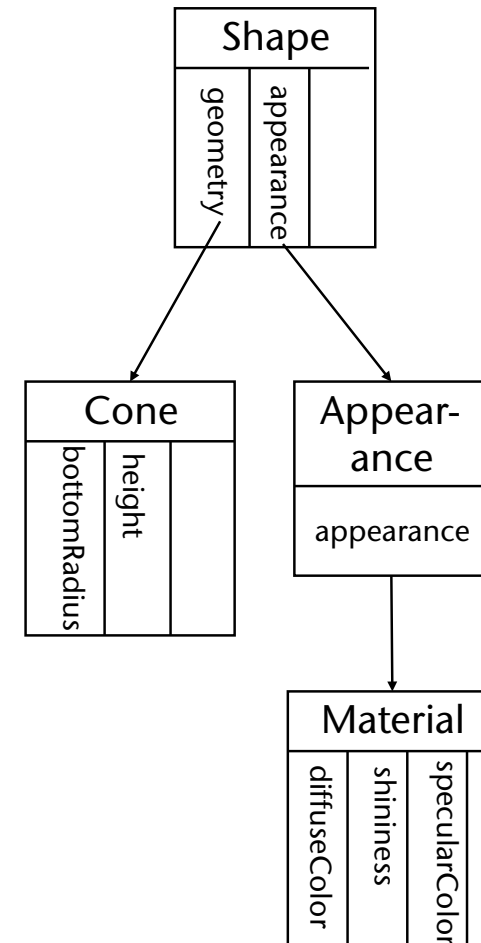 Shape
geometry
appearance
Cone
bottomRadius
height
Appear-
ance
appearance
Material
diffuseColor
shininess
specularColor